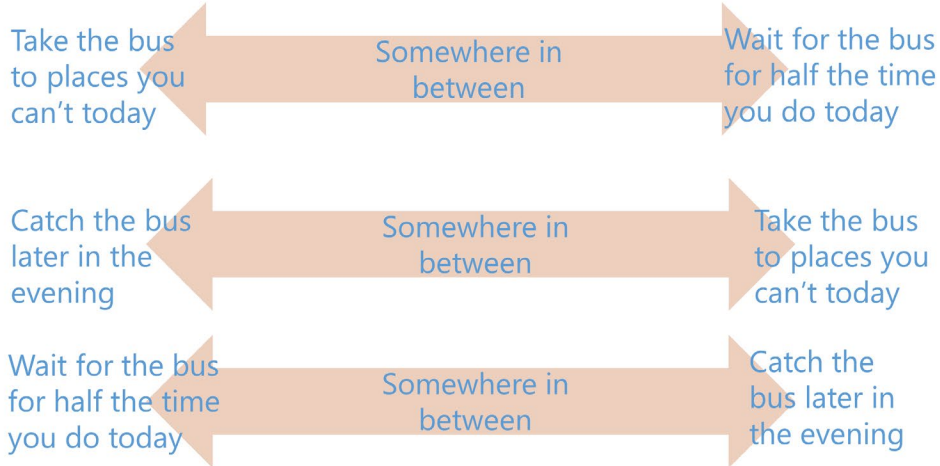 Take the bus
to places you
can't today
Somewhere in
between
Wait for the bus
for half the time
you do today
Catch the bus
later in the
evening
Somewhere in
between
Take the bus
to places you
can't today
Wait for the bus
for half the time
you do today
Somewhere in
between
Catch the
bus later in
the evening